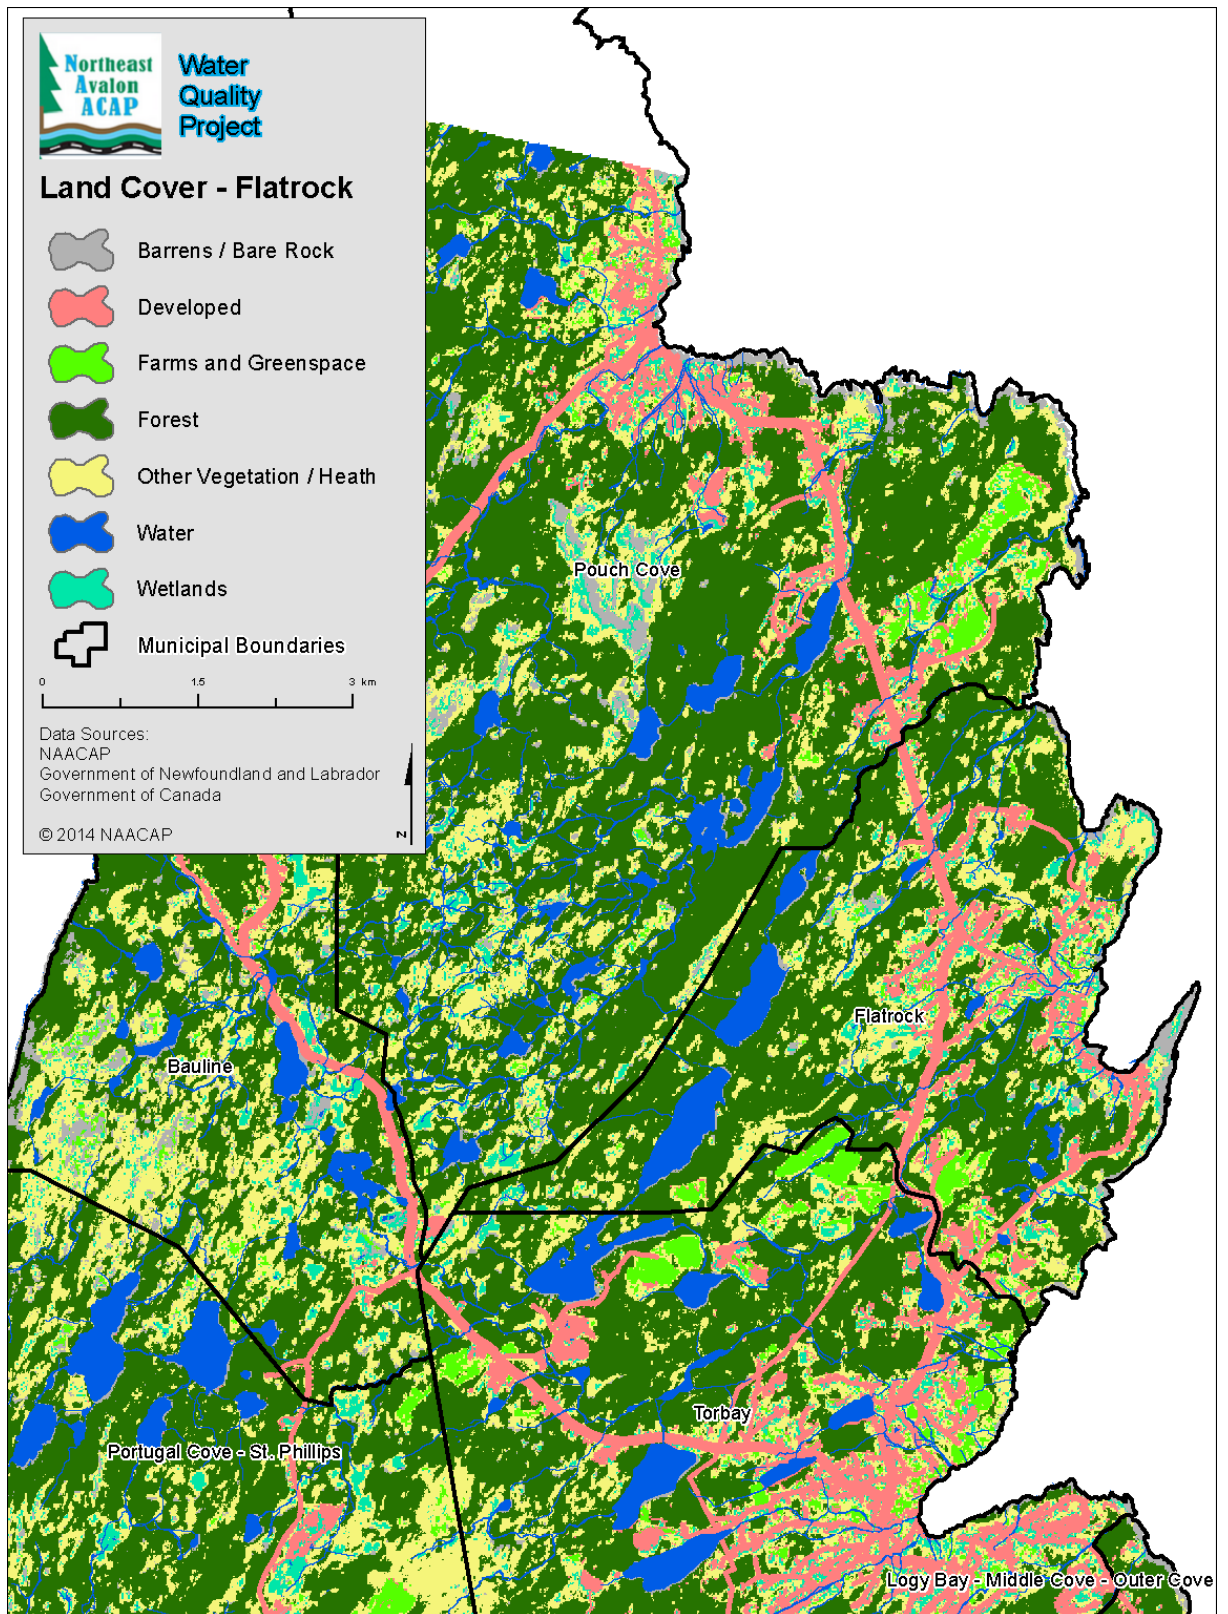 Northeast
Avalon
ACAP
Water
Quality
Project
Land Cover - Flatrock
Barrens / Bare Rock
Developed
Farms and Greenspace
Forest
Other Vegetation / Heath
Water
Wetlands
Municipal Boundaries
0 1.5 3 km
Data Sources:
NAACAP
Government of Newfoundland and Labrador
Government of Canada
© 2014 NAACAP
N
Pouch Cove
Flatrock
Bauline
Torbay
Portugal Cove - St. Phillips
Logy Bay - Middle Cove - Outer Cove